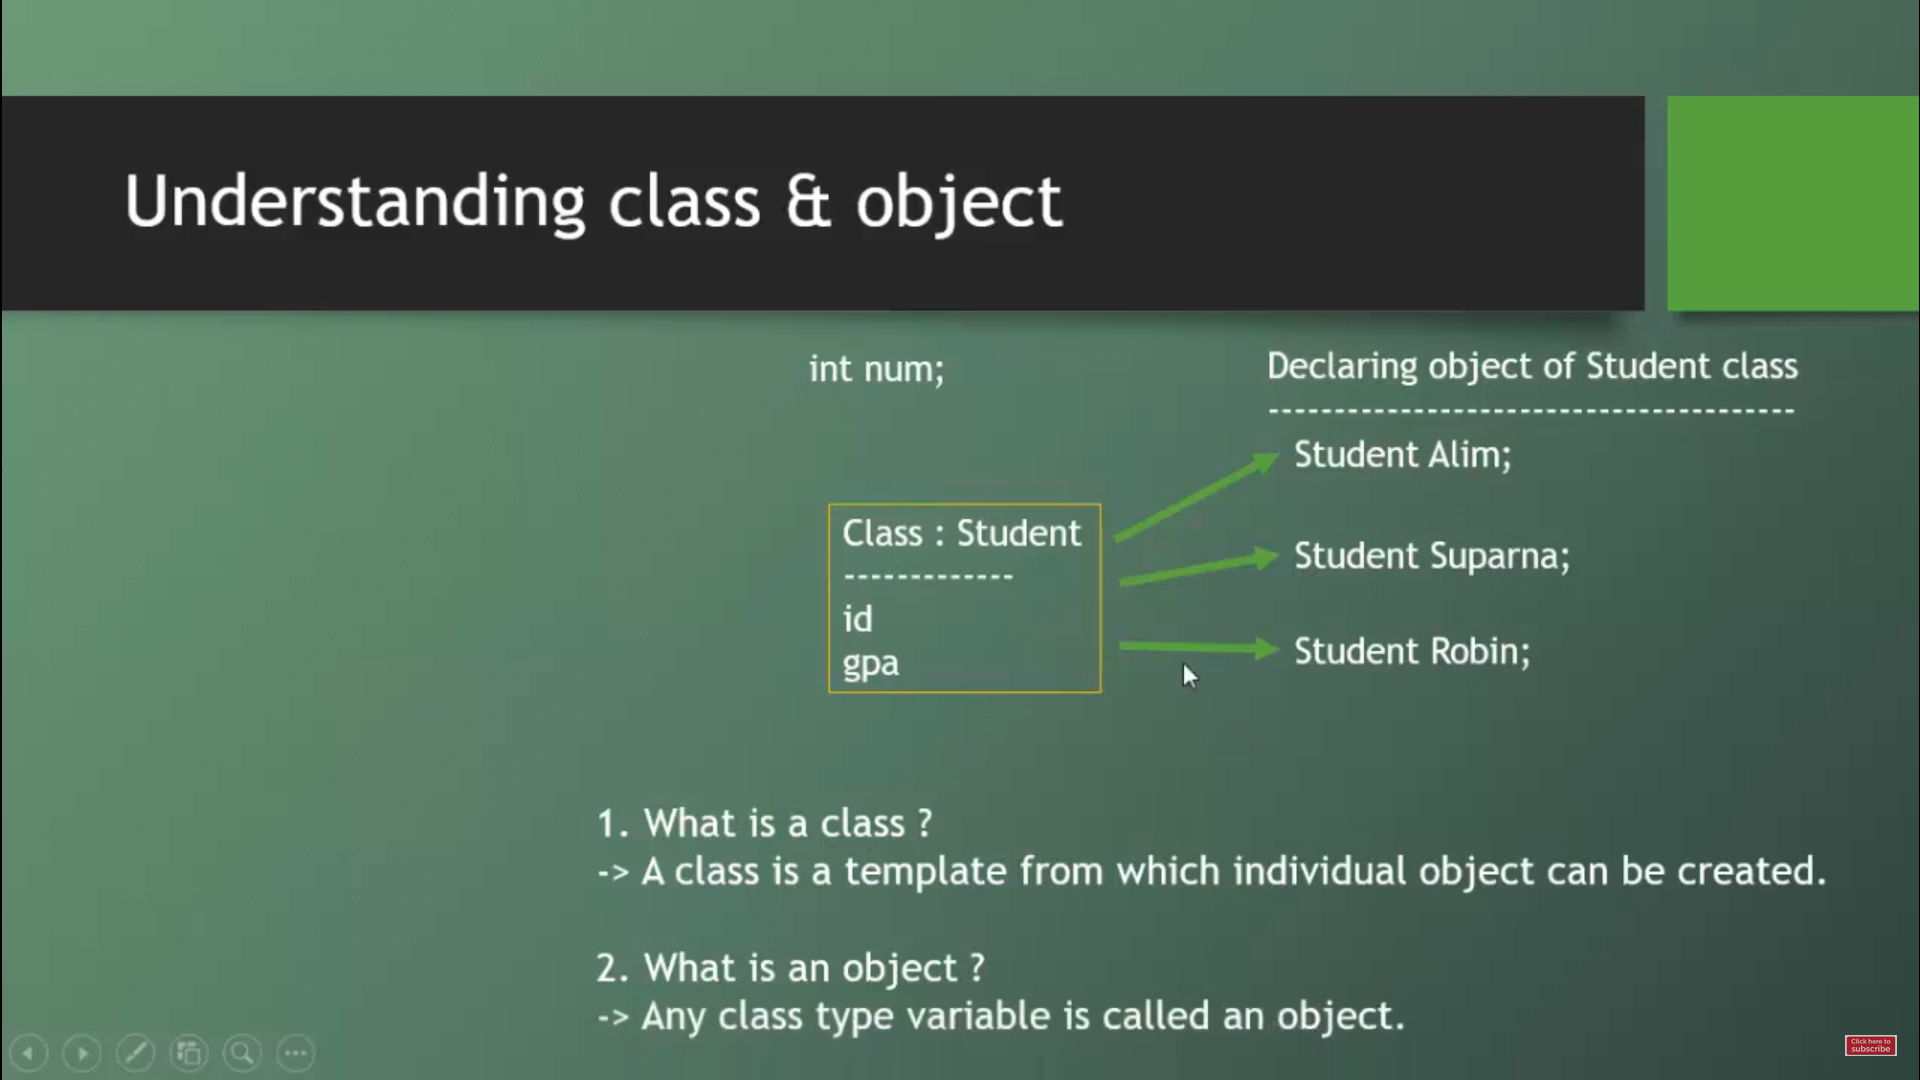 Understanding class & object
int num;
Declaring object of Student class
----------------------------------------
Student Alim;
Class : Student
-------------
id
gpa
Student Suparna;
Student Robin;
1. What is a class ?
-> A class is a template from which individual object can be created.
2. What is an object ?
-> Any class type variable is called an object.
Click here to
subscribe